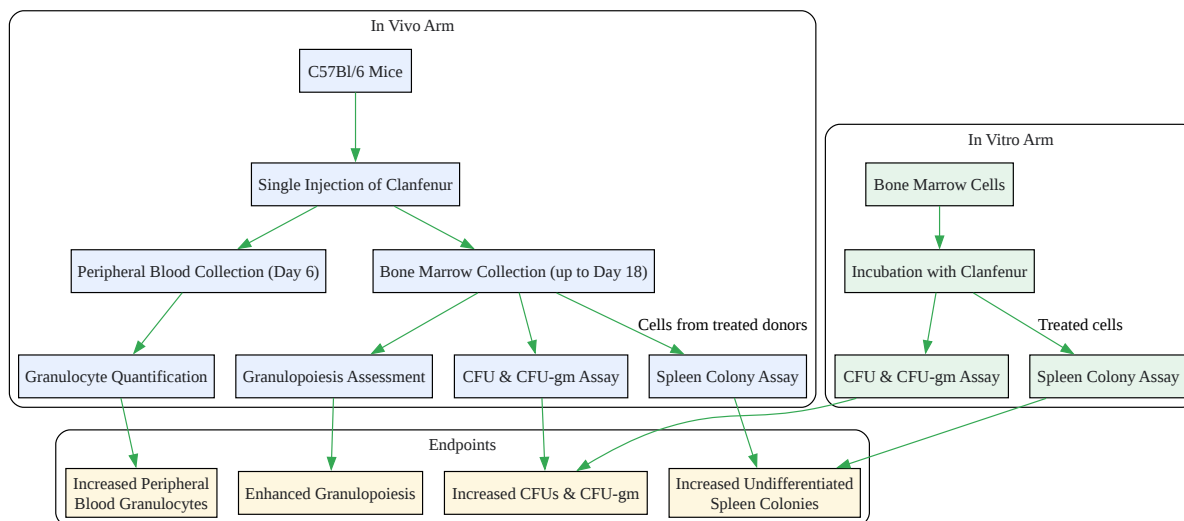 In Vivo Arm
C57Bl/6 Mice
Single Injection of Clanfenur
Peripheral Blood Collection (Day 6)
Bone Marrow Collection (up to Day 18)
Cells from treated donors
Granulocyte Quantification
Granulopoiesis Assessment
CFU & CFU-gm Assay
Spleen Colony Assay
In Vitro Arm
Bone Marrow Cells
Incubation with Clanfenur
Treated cells
CFU & CFU-gm Assay
Spleen Colony Assay
Endpoints
Increased Peripheral
Blood Granulocytes
Enhanced Granulopoiesis
Increased CFUs & CFU-gm
Increased Undifferentiated
Spleen Colonies